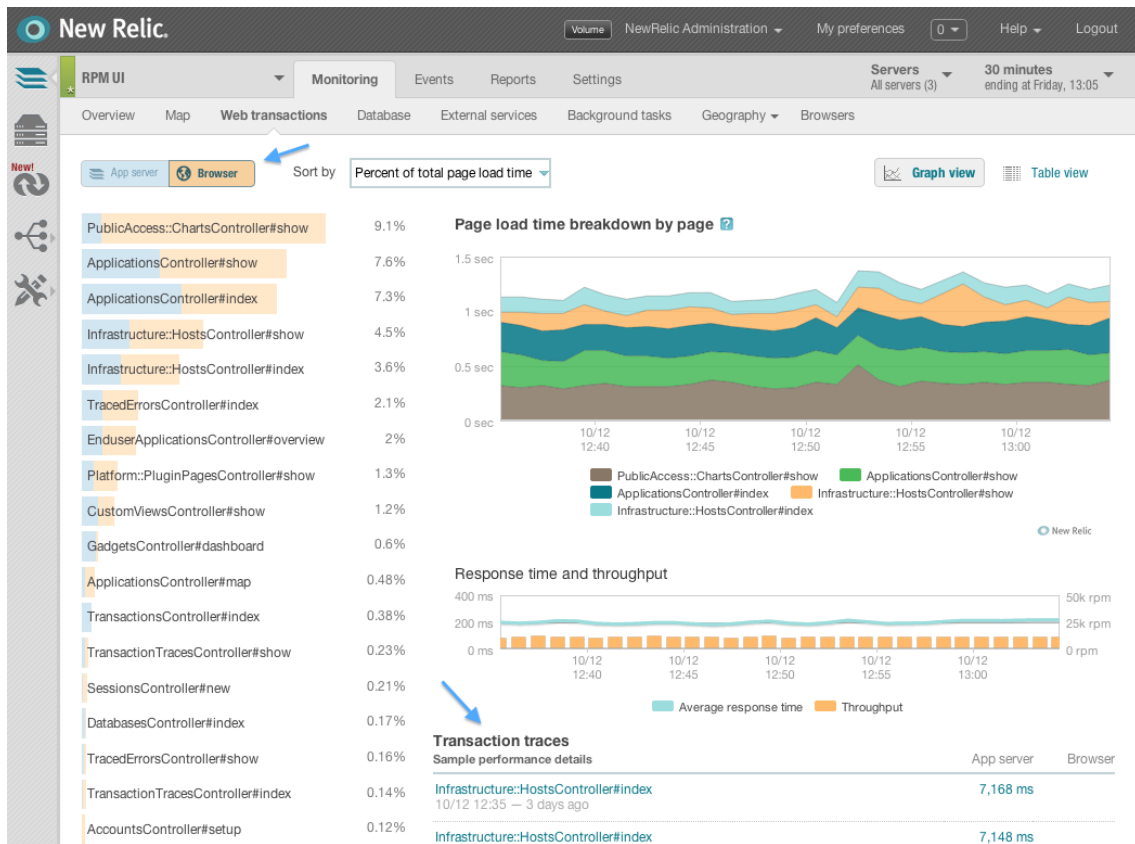 New Relic.
Volume NewRelic Administration My preferences 0 Help Logout
RPM UI Monitoring Events Reports Settings
Servers
All servers (3)
30 minutes
ending at Friday, 13:05
Overview Map Web transactions Database External services Background tasks Geography Browsers
New!
App server Browser Sort by Percent of total page load time Graph view Table view
PublicAccess::ChartsController#show 9.1%
ApplicationsController#show 7.6%
ApplicationsController#index 7.3%
Infrastructure::HostsController#show 4.5%
Infrastructure::HostsController#index 3.6%
TracedErrorsController#index 2.1%
EnduserApplicationsController#overview 2%
Platform::PluginPagesController#show 1.3%
CustomViewsController#show 1.2%
GadgetsController#dashboard 0.6%
ApplicationsController#map 0.48%
TransactionsController#index 0.38%
TransactionTracesController#show 0.23%
SessionsController#new 0.21%
DatabasesController#index 0.17%
TracedErrorsController#show 0.16%
TransactionTracesController#index 0.14%
AccountsController#setup 0.12%
Page load time breakdown by page ?
1.5 sec
1 sec
0.5 sec
0 sec
10/12 10/12 10/12 10/12 10/12
12:40 12:45 12:50 12:55 13:00
PublicAccess::ChartsController#show ApplicationsController#show
ApplicationsController#index Infrastructure::HostsController#show
Infrastructure::HostsController#index
New Relic
Response time and throughput
400 ms 50k rpm
200 ms 25k rpm
0 ms 0 rpm
10/12 10/12 10/12 10/12 10/12
12:40 12:45 12:50 12:55 13:00
Average response time Throughput
Transaction traces
Sample performance details App server Browser
Infrastructure::HostsController#index 7,168 ms
10/12 12:35 — 3 days ago
Infrastructure::HostsController#index 7,148 ms